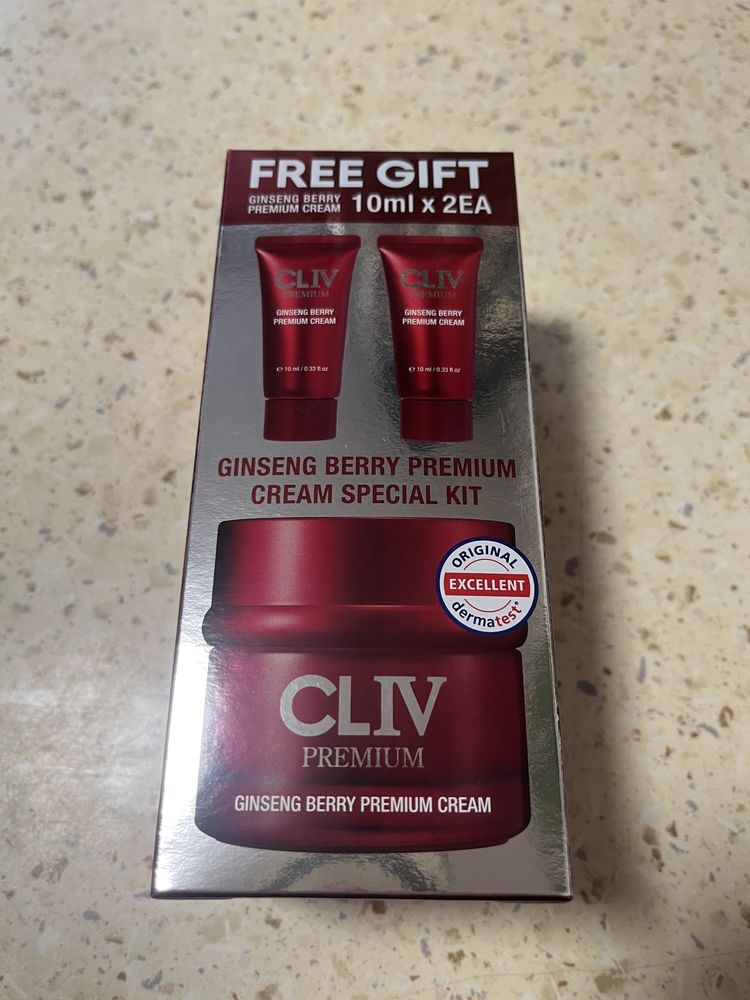 FREE GIFT
GINSENG BERRY
PREMIUM CREAM 10ml x 2EA
CLIV
PREMIUM
GINSENG BERRY
PREMIUM CREAM
℮ 10 ml / 0.33 fl.oz
CLIV
PREMIUM
GINSENG BERRY
PREMIUM CREAM
℮ 10 ml / 0.33 fl.oz
GINSENG BERRY PREMIUM
CREAM SPECIAL KIT
ORIGINAL
EXCELLENT
dermatest®
CLIV
PREMIUM
GINSENG BERRY PREMIUM CREAM